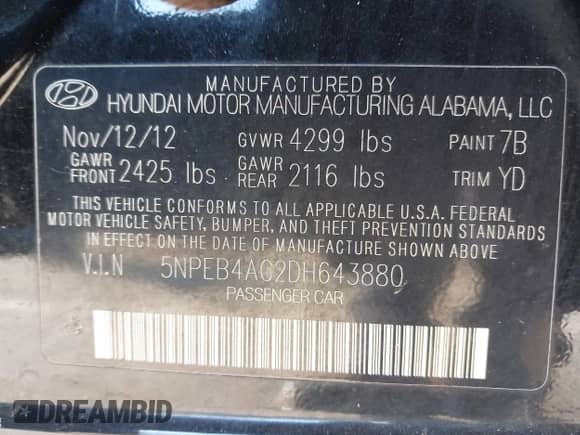 MANUFACTURED BY
HYUNDAI MOTOR MANUFACTURING ALABAMA, LLC
Nov/12/12 GVWR 4299 lbs PAINT 7B
GAWR FRONT 2425 lbs GAWR REAR 2116 lbs TRIM YD
THIS VEHICLE CONFORMS TO ALL APPLICABLE U.S.A. FEDERAL
MOTOR VEHICLE SAFETY, BUMPER, AND THEFT PREVENTION STANDARDS
IN EFFECT ON THE DATE OF MANUFACTURE SHOWN ABOVE
V.I.N 5NPEB4AC2DH643880
PASSENGER CAR
DREAMBID